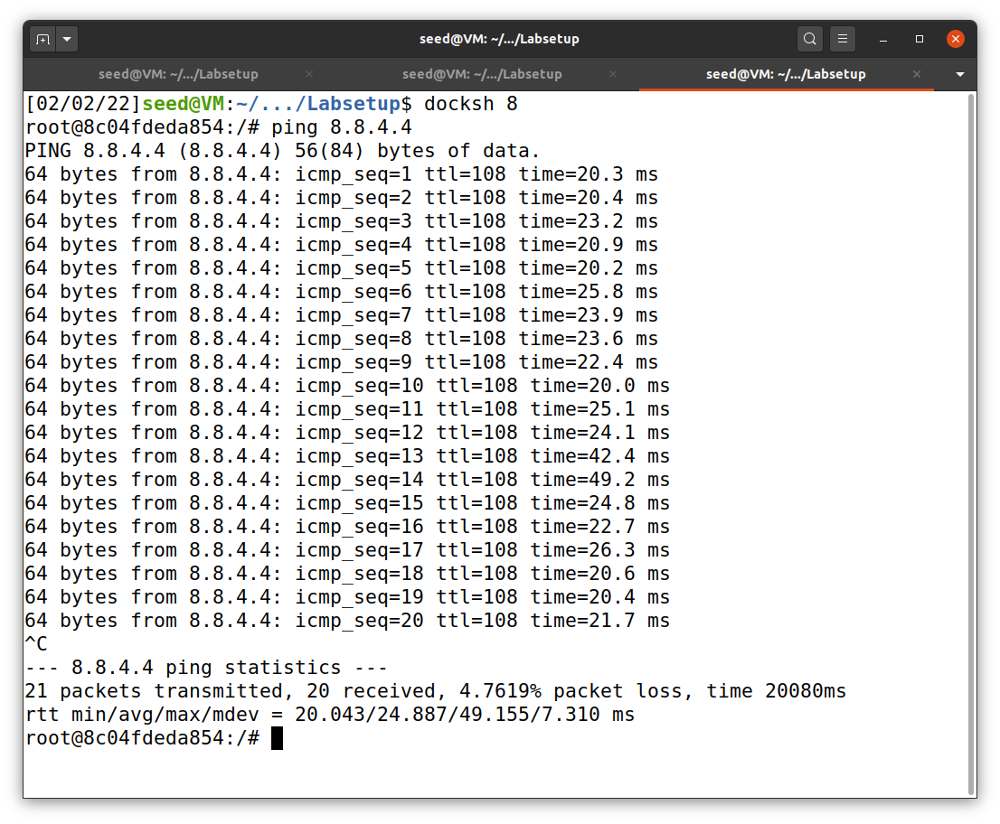 seed@VM: ~/.../Labsetup
seed@VM: ~/.../Labsetup × seed@VM: ~/.../Labsetup × seed@VM: ~/.../Labsetup ×
[02/02/22]seed@VM:~/.../Labsetup$ docksh 8
root@8c04fdeda854:/# ping 8.8.4.4
PING 8.8.4.4 (8.8.4.4) 56(84) bytes of data.
64 bytes from 8.8.4.4: icmp_seq=1 ttl=108 time=20.3 ms
64 bytes from 8.8.4.4: icmp_seq=2 ttl=108 time=20.4 ms
64 bytes from 8.8.4.4: icmp_seq=3 ttl=108 time=23.2 ms
64 bytes from 8.8.4.4: icmp_seq=4 ttl=108 time=20.9 ms
64 bytes from 8.8.4.4: icmp_seq=5 ttl=108 time=20.2 ms
64 bytes from 8.8.4.4: icmp_seq=6 ttl=108 time=25.8 ms
64 bytes from 8.8.4.4: icmp_seq=7 ttl=108 time=23.9 ms
64 bytes from 8.8.4.4: icmp_seq=8 ttl=108 time=23.6 ms
64 bytes from 8.8.4.4: icmp_seq=9 ttl=108 time=22.4 ms
64 bytes from 8.8.4.4: icmp_seq=10 ttl=108 time=20.0 ms
64 bytes from 8.8.4.4: icmp_seq=11 ttl=108 time=25.1 ms
64 bytes from 8.8.4.4: icmp_seq=12 ttl=108 time=24.1 ms
64 bytes from 8.8.4.4: icmp_seq=13 ttl=108 time=42.4 ms
64 bytes from 8.8.4.4: icmp_seq=14 ttl=108 time=49.2 ms
64 bytes from 8.8.4.4: icmp_seq=15 ttl=108 time=24.8 ms
64 bytes from 8.8.4.4: icmp_seq=16 ttl=108 time=22.7 ms
64 bytes from 8.8.4.4: icmp_seq=17 ttl=108 time=26.3 ms
64 bytes from 8.8.4.4: icmp_seq=18 ttl=108 time=20.6 ms
64 bytes from 8.8.4.4: icmp_seq=19 ttl=108 time=20.4 ms
64 bytes from 8.8.4.4: icmp_seq=20 ttl=108 time=21.7 ms
^C
--- 8.8.4.4 ping statistics ---
21 packets transmitted, 20 received, 4.7619% packet loss, time 20080ms
rtt min/avg/max/mdev = 20.043/24.887/49.155/7.310 ms
root@8c04fdeda854:/#